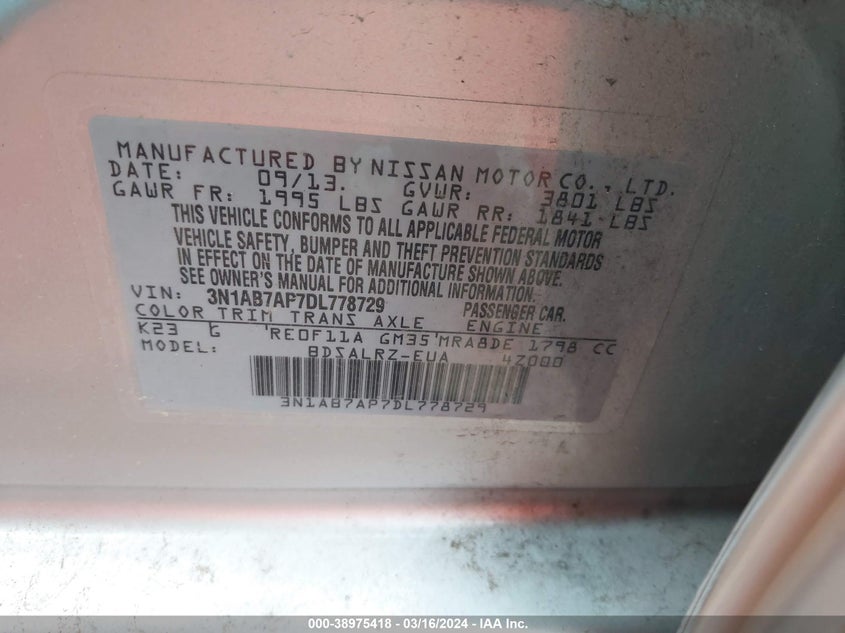 MANUFACTURED BY NISSAN MOTOR CO., LTD.
DATE: 09/13. GVWR: 3801 LBS
GAWR FR: 1995 LBS GAWR RR: 1841 LBS
THIS VEHICLE CONFORMS TO ALL APPLICABLE FEDERAL MOTOR
VEHICLE SAFETY, BUMPER AND THEFT PREVENTION STANDARDS
IN EFFECT ON THE DATE OF MANUFACTURE SHOWN ABOVE.
SEE OWNER'S MANUAL FOR ADDITIONAL INFORMATION.
VIN: 3N1AB7AP7DL778729 PASSENGER CAR.
COLOR TRIM TRANS AXLE ENGINE
K23 G RE0F11A GM35 MRA8DE 1798 CC
MODEL: BDSALRZ-EUA 4Z000
3N1AB7AP7DL778729
000-38975418 - 03/16/2024 - IAA Inc.